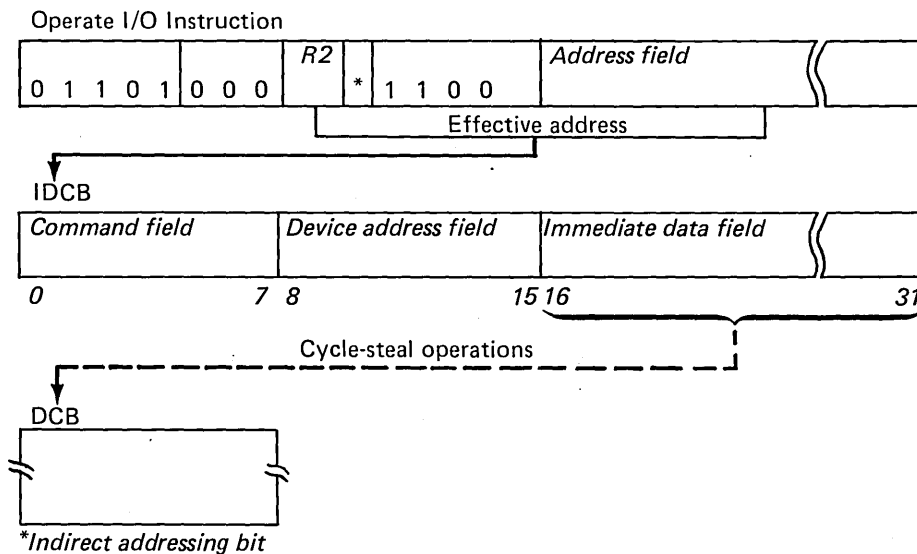 Operate I/O Instruction
R2 Address field
0 1 1 0 1 0 0 0 * 1 1 0 0
Effective address
IDCB
Command field Device address field Immediate data field
0 7 8 15 16 31
Cycle-steal operations
DCB
*Indirect addressing bit